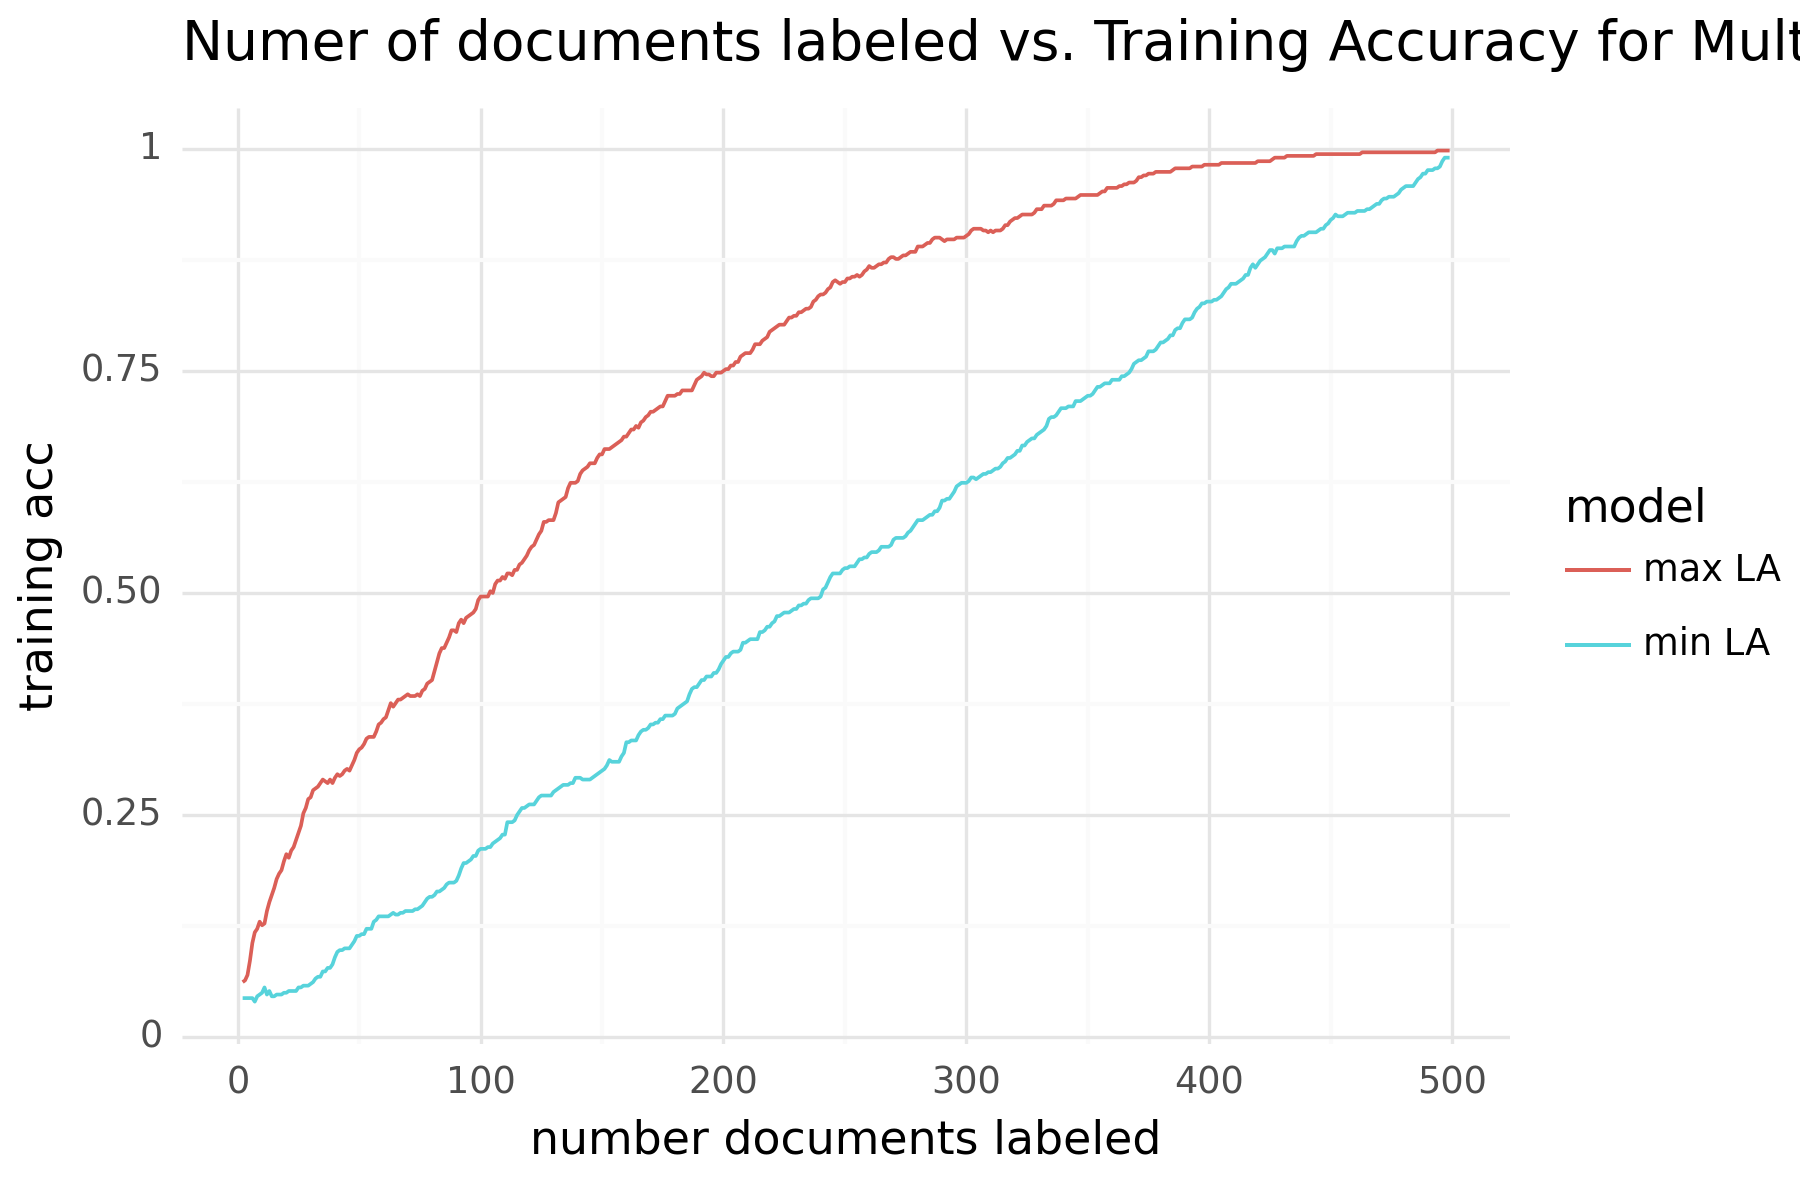 Numer of documents labeled vs. Training Accuracy for Mult
1
0.75
0.50
0.25
0
training acc
0 100 200 300 400 500
number documents labeled
model
max LA
min LA